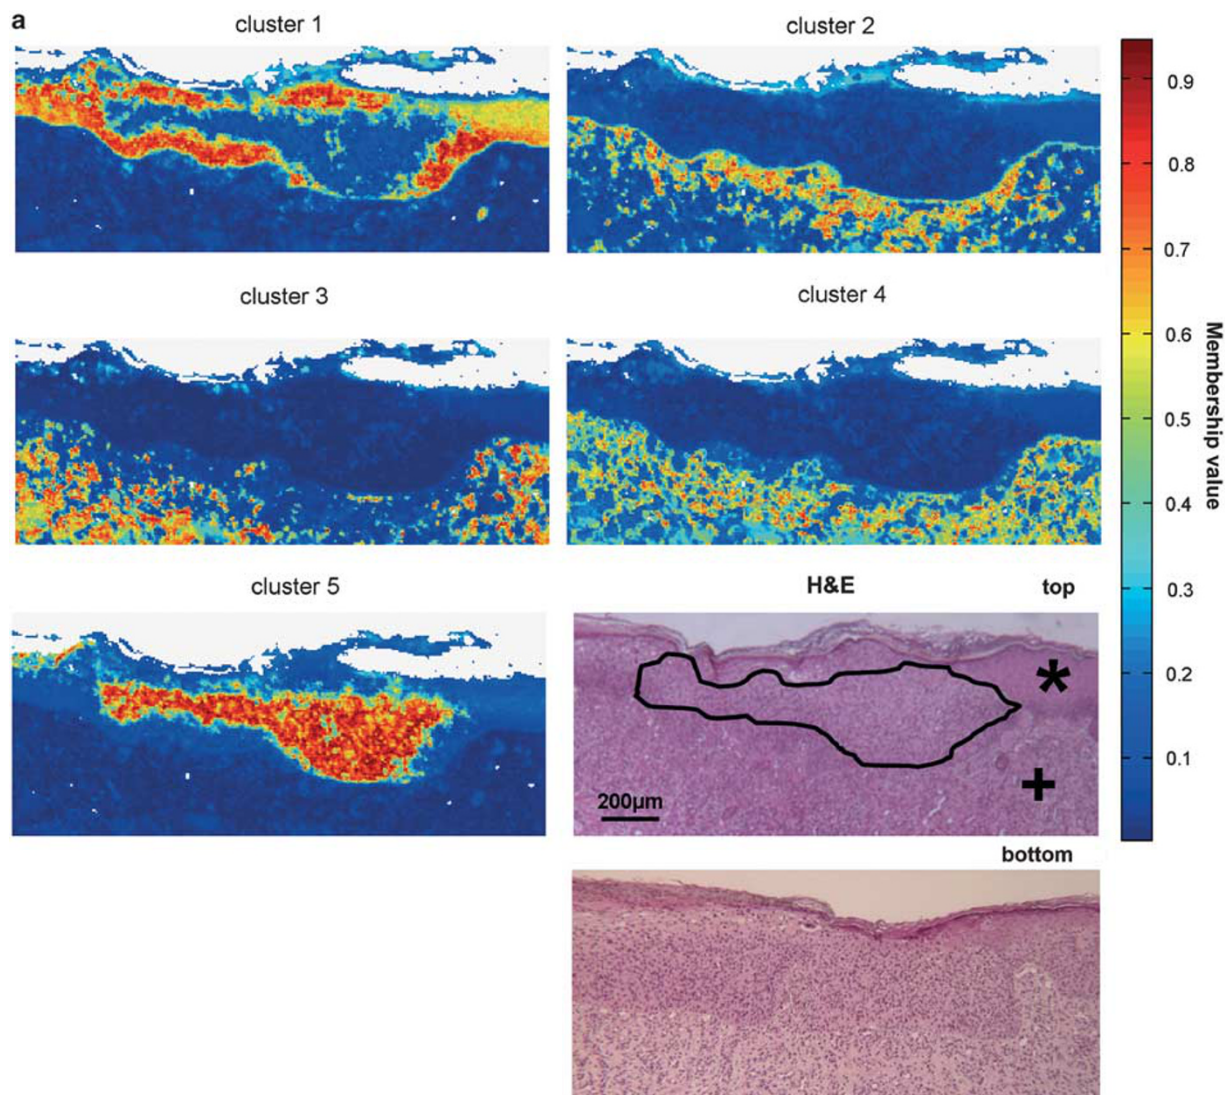 a
cluster 1
cluster 2
cluster 3
cluster 4
cluster 5
H&E
top
*
+
200µm
bottom
0.9
0.8
0.7
0.6
0.5
0.4
0.3
0.2
0.1
Membership value